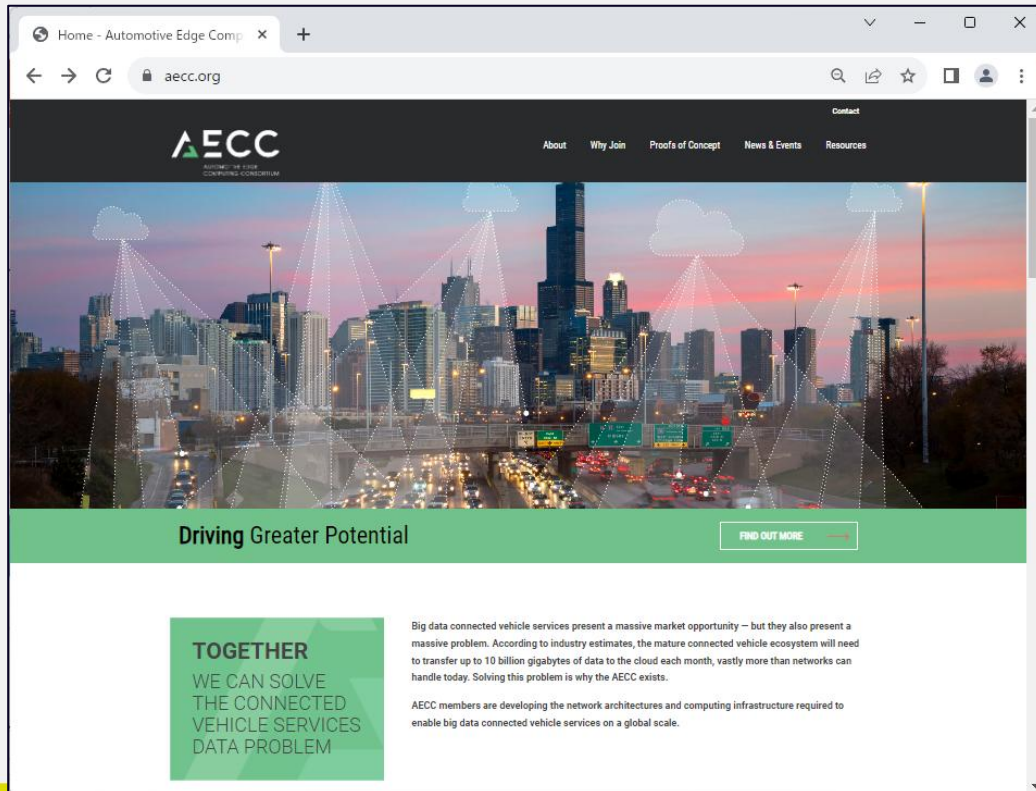 Home - Automotive Edge Comp
aecc.org
Contact
AECC
AUTOMOTIVE EDGE
COMPUTING CONSORTIUM
About Why Join Proofs of Concept News & Events Resources
Driving Greater Potential
FIND OUT MORE
TOGETHER
WE CAN SOLVE
THE CONNECTED
VEHICLE SERVICES
DATA PROBLEM
Big data connected vehicle services present a massive market opportunity — but they also present a
massive problem. According to industry estimates, the mature connected vehicle ecosystem will need
to transfer up to 10 billion gigabytes of data to the cloud each month, vastly more than networks can
handle today. Solving this problem is why the AECC exists.
AECC members are developing the network architectures and computing infrastructure required to
enable big data connected vehicle services on a global scale.